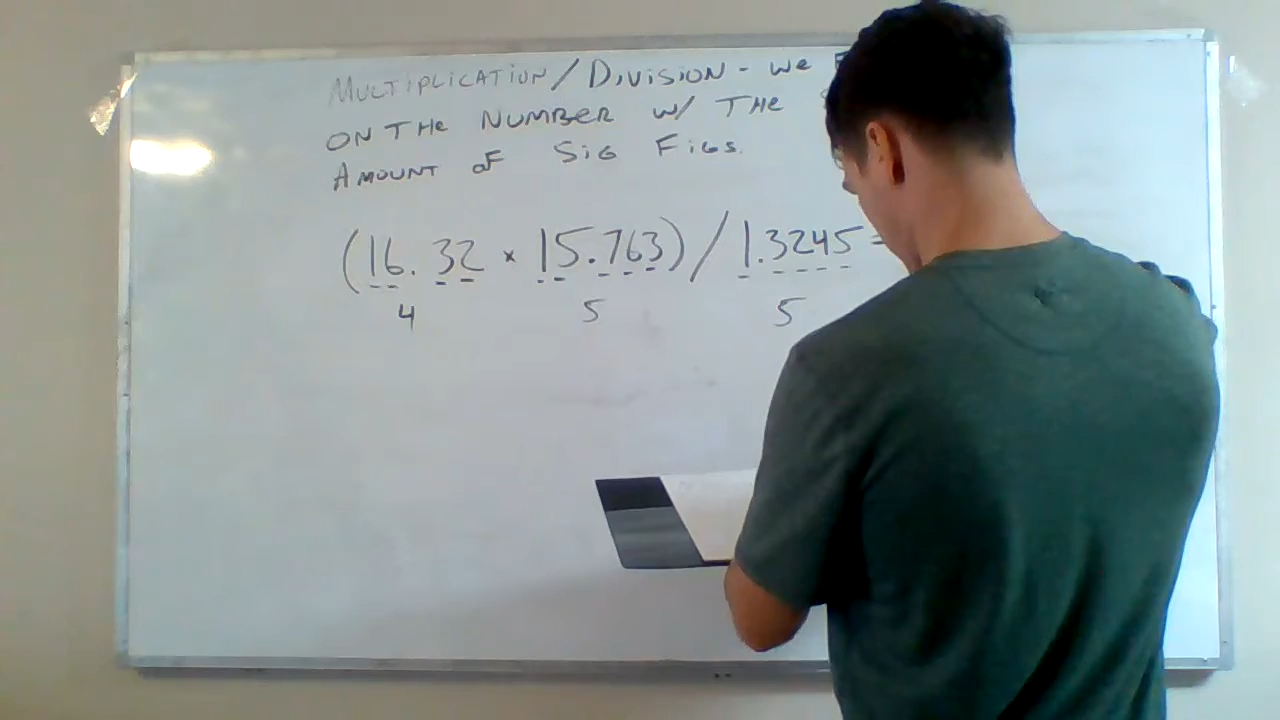 MULTIPLICATION/DIVISION - WE
ON THE NUMBER W/ THE
AMOUNT OF SIG FIGS.
(16.32 × 15.763) / 1.3245 =
4 5 5